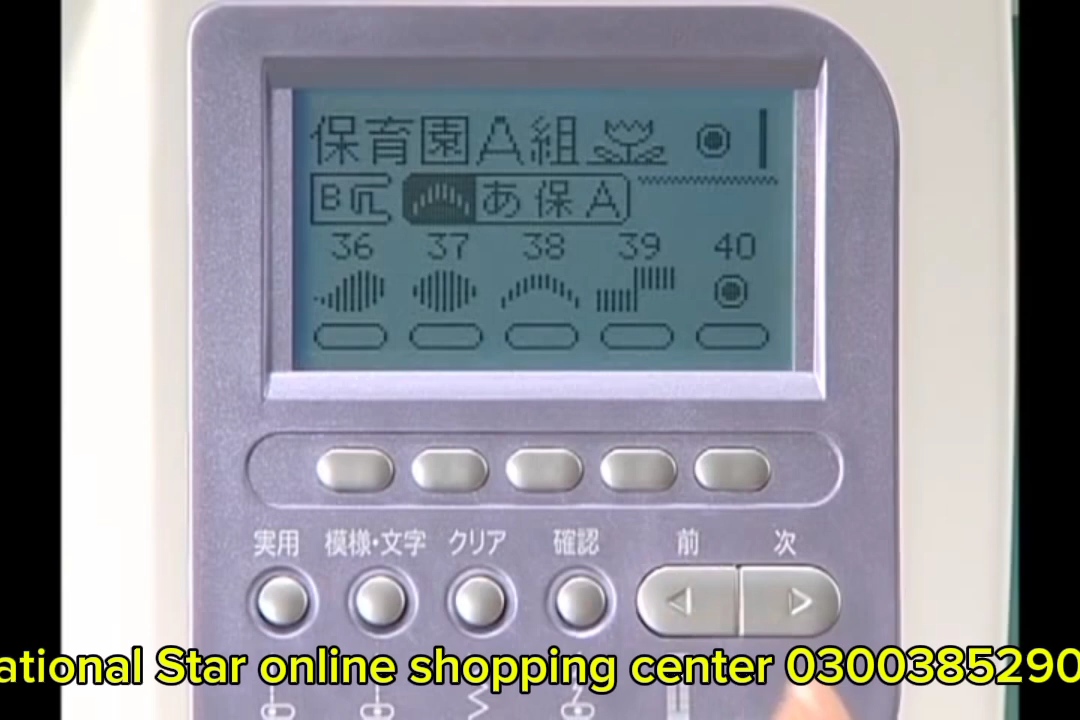 保育園A組
B あ 保 A
36 37 38 39 40
実用 模様・文字 クリア 確認 前 次
ational Star online shopping center 0300385290